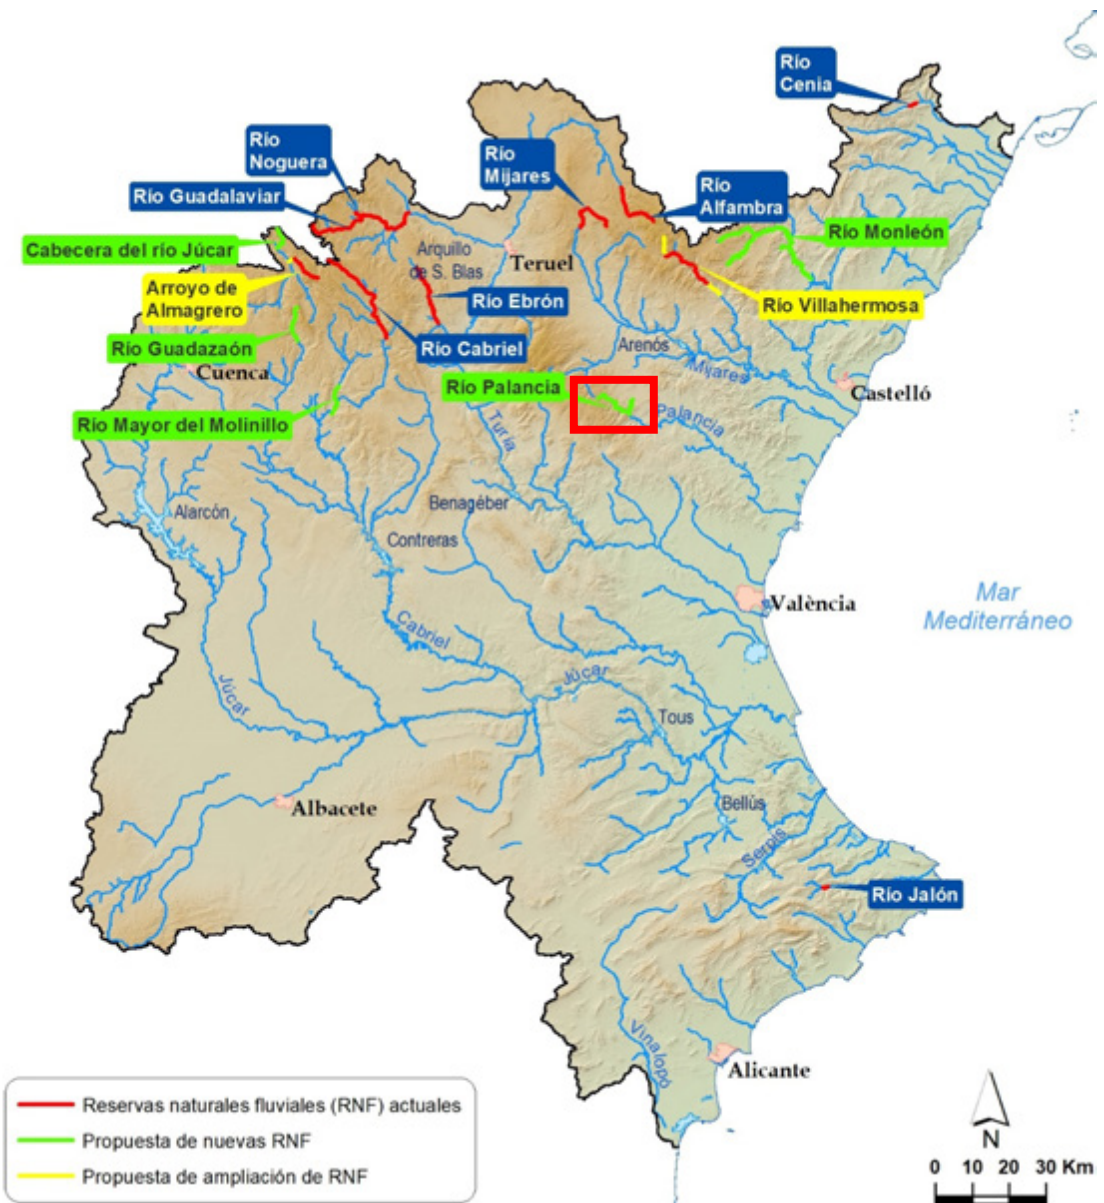 Río
Cenia
Río
Noguera
Río
Mijares
Río
Alfambra
Río Guadalaviar
Río Monleón
Cabecera del río Júcar
Arquillo
de S. Blas
Teruel
Arroyo de
Almagrero
Río Ebrón
Río Villahermosa
Río Guadazaón
Río Cabriel
Arenós
Cuenca
Mijares
Río Palancia
Castelló
Palancia
Río Mayor del Molinillo
Turia
Benagéber
Alarcón
Contreras
València
Mar
Mediterráneo
Cabriel
Júcar
Júcar
Tous
Albacete
Bellús
Serpis
Río Jalón
Vinalopó
Alicante
Reservas naturales fluviales (RNF) actuales
Propuesta de nuevas RNF
Propuesta de ampliación de RNF
N
0 10 20 30 Km